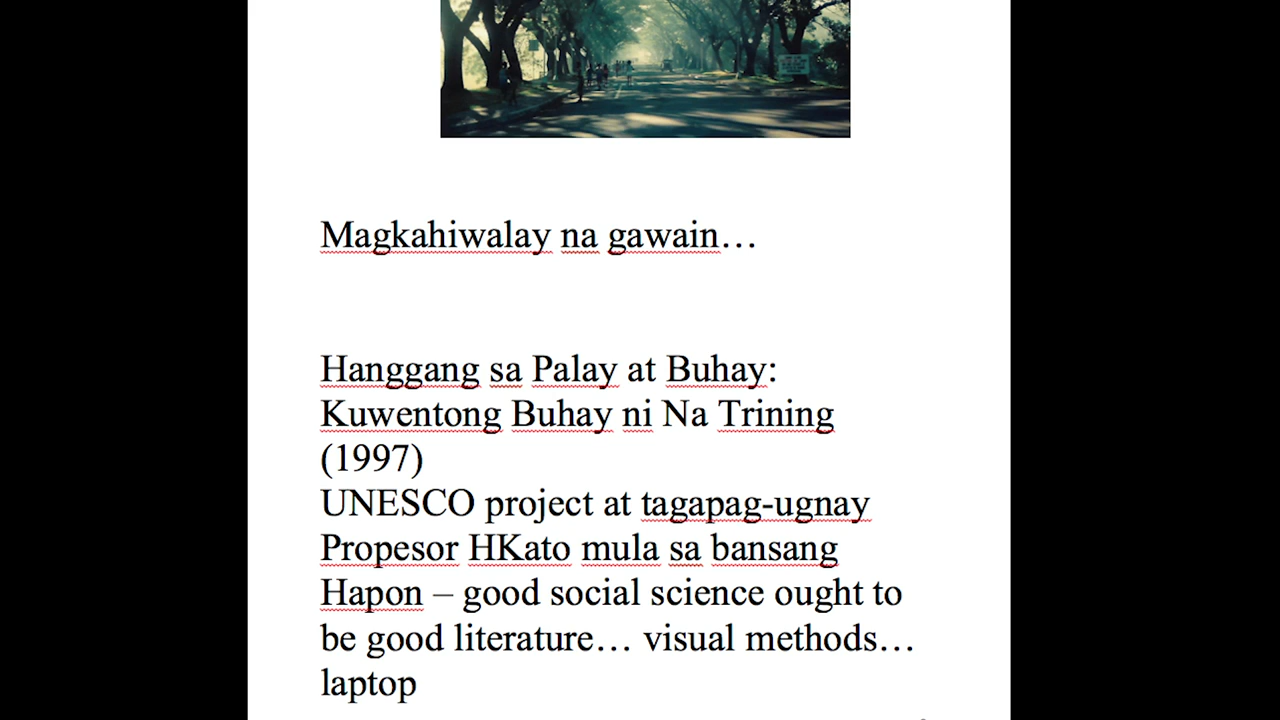 Magkahiwalay na gawain…
Hanggang sa Palay at Buhay:
Kuwentong Buhay ni Na Trining
(1997)
UNESCO project at tagapag-ugnay
Propesor HKato mula sa bansang
Hapon – good social science ought to
be good literature… visual methods…
laptop